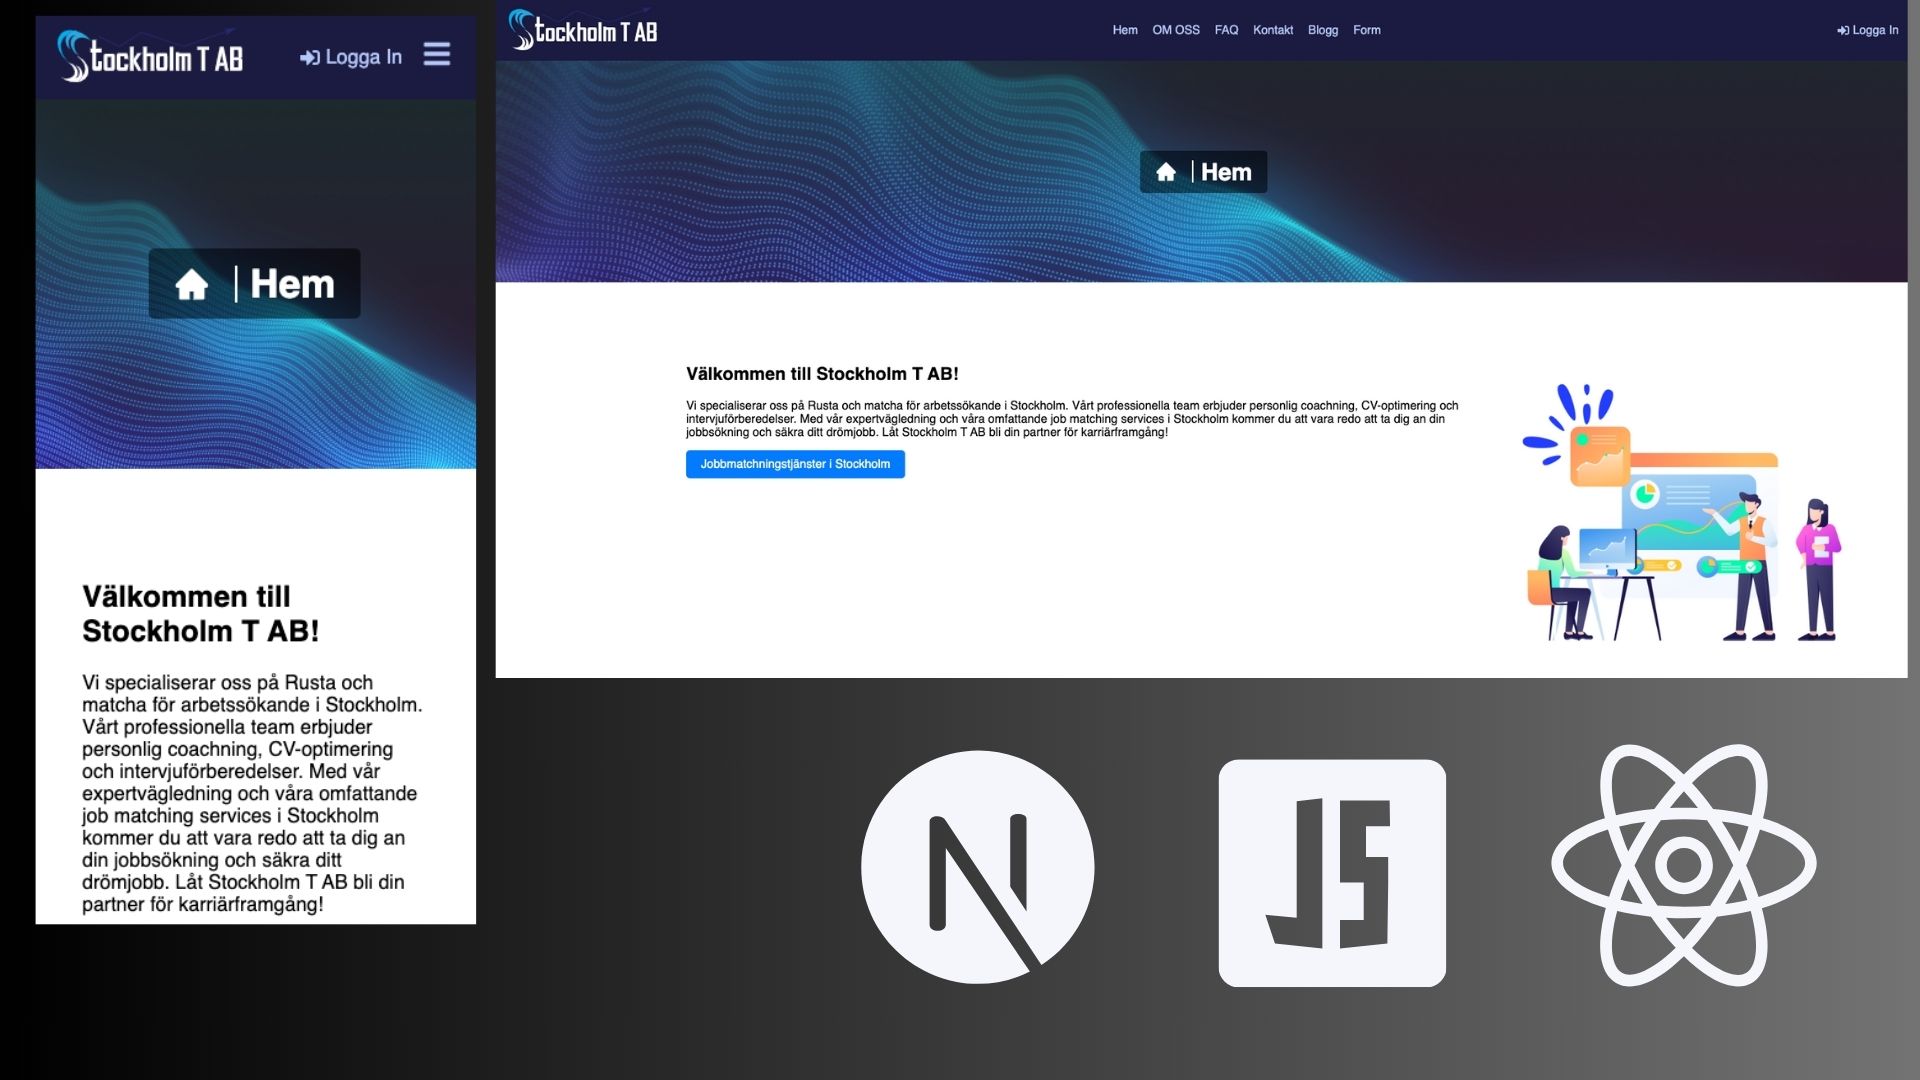 Stockholm T AB
Logga In
Hem
Välkommen till
Stockholm T AB!
Vi specialiserar oss på Rusta och
matcha för arbetssökande i Stockholm.
Vårt professionella team erbjuder
personlig coachning, CV-optimering
och intervjuförberedelser. Med vår
expertvägledning och våra omfattande
job matching services i Stockholm
kommer du att vara redo att ta dig an
din jobbsökning och säkra ditt
drömjobb. Låt Stockholm T AB bli din
partner för karriärframgång!
Stockholm T AB
Hem OM OSS FAQ Kontakt Blogg Form
Logga In
Hem
Välkommen till Stockholm T AB!
Vi specialiserar oss på Rusta och matcha för arbetssökande i Stockholm. Vårt professionella team erbjuder personlig coachning, CV-optimering och
intervjuförberedelser. Med vår expertvägledning och våra omfattande job matching services i Stockholm kommer du att vara redo att ta dig an din
jobbsökning och säkra ditt drömjobb. Låt Stockholm T AB bli din partner för karriärframgång!
Jobbmatchningstjänster i Stockholm
N
JS